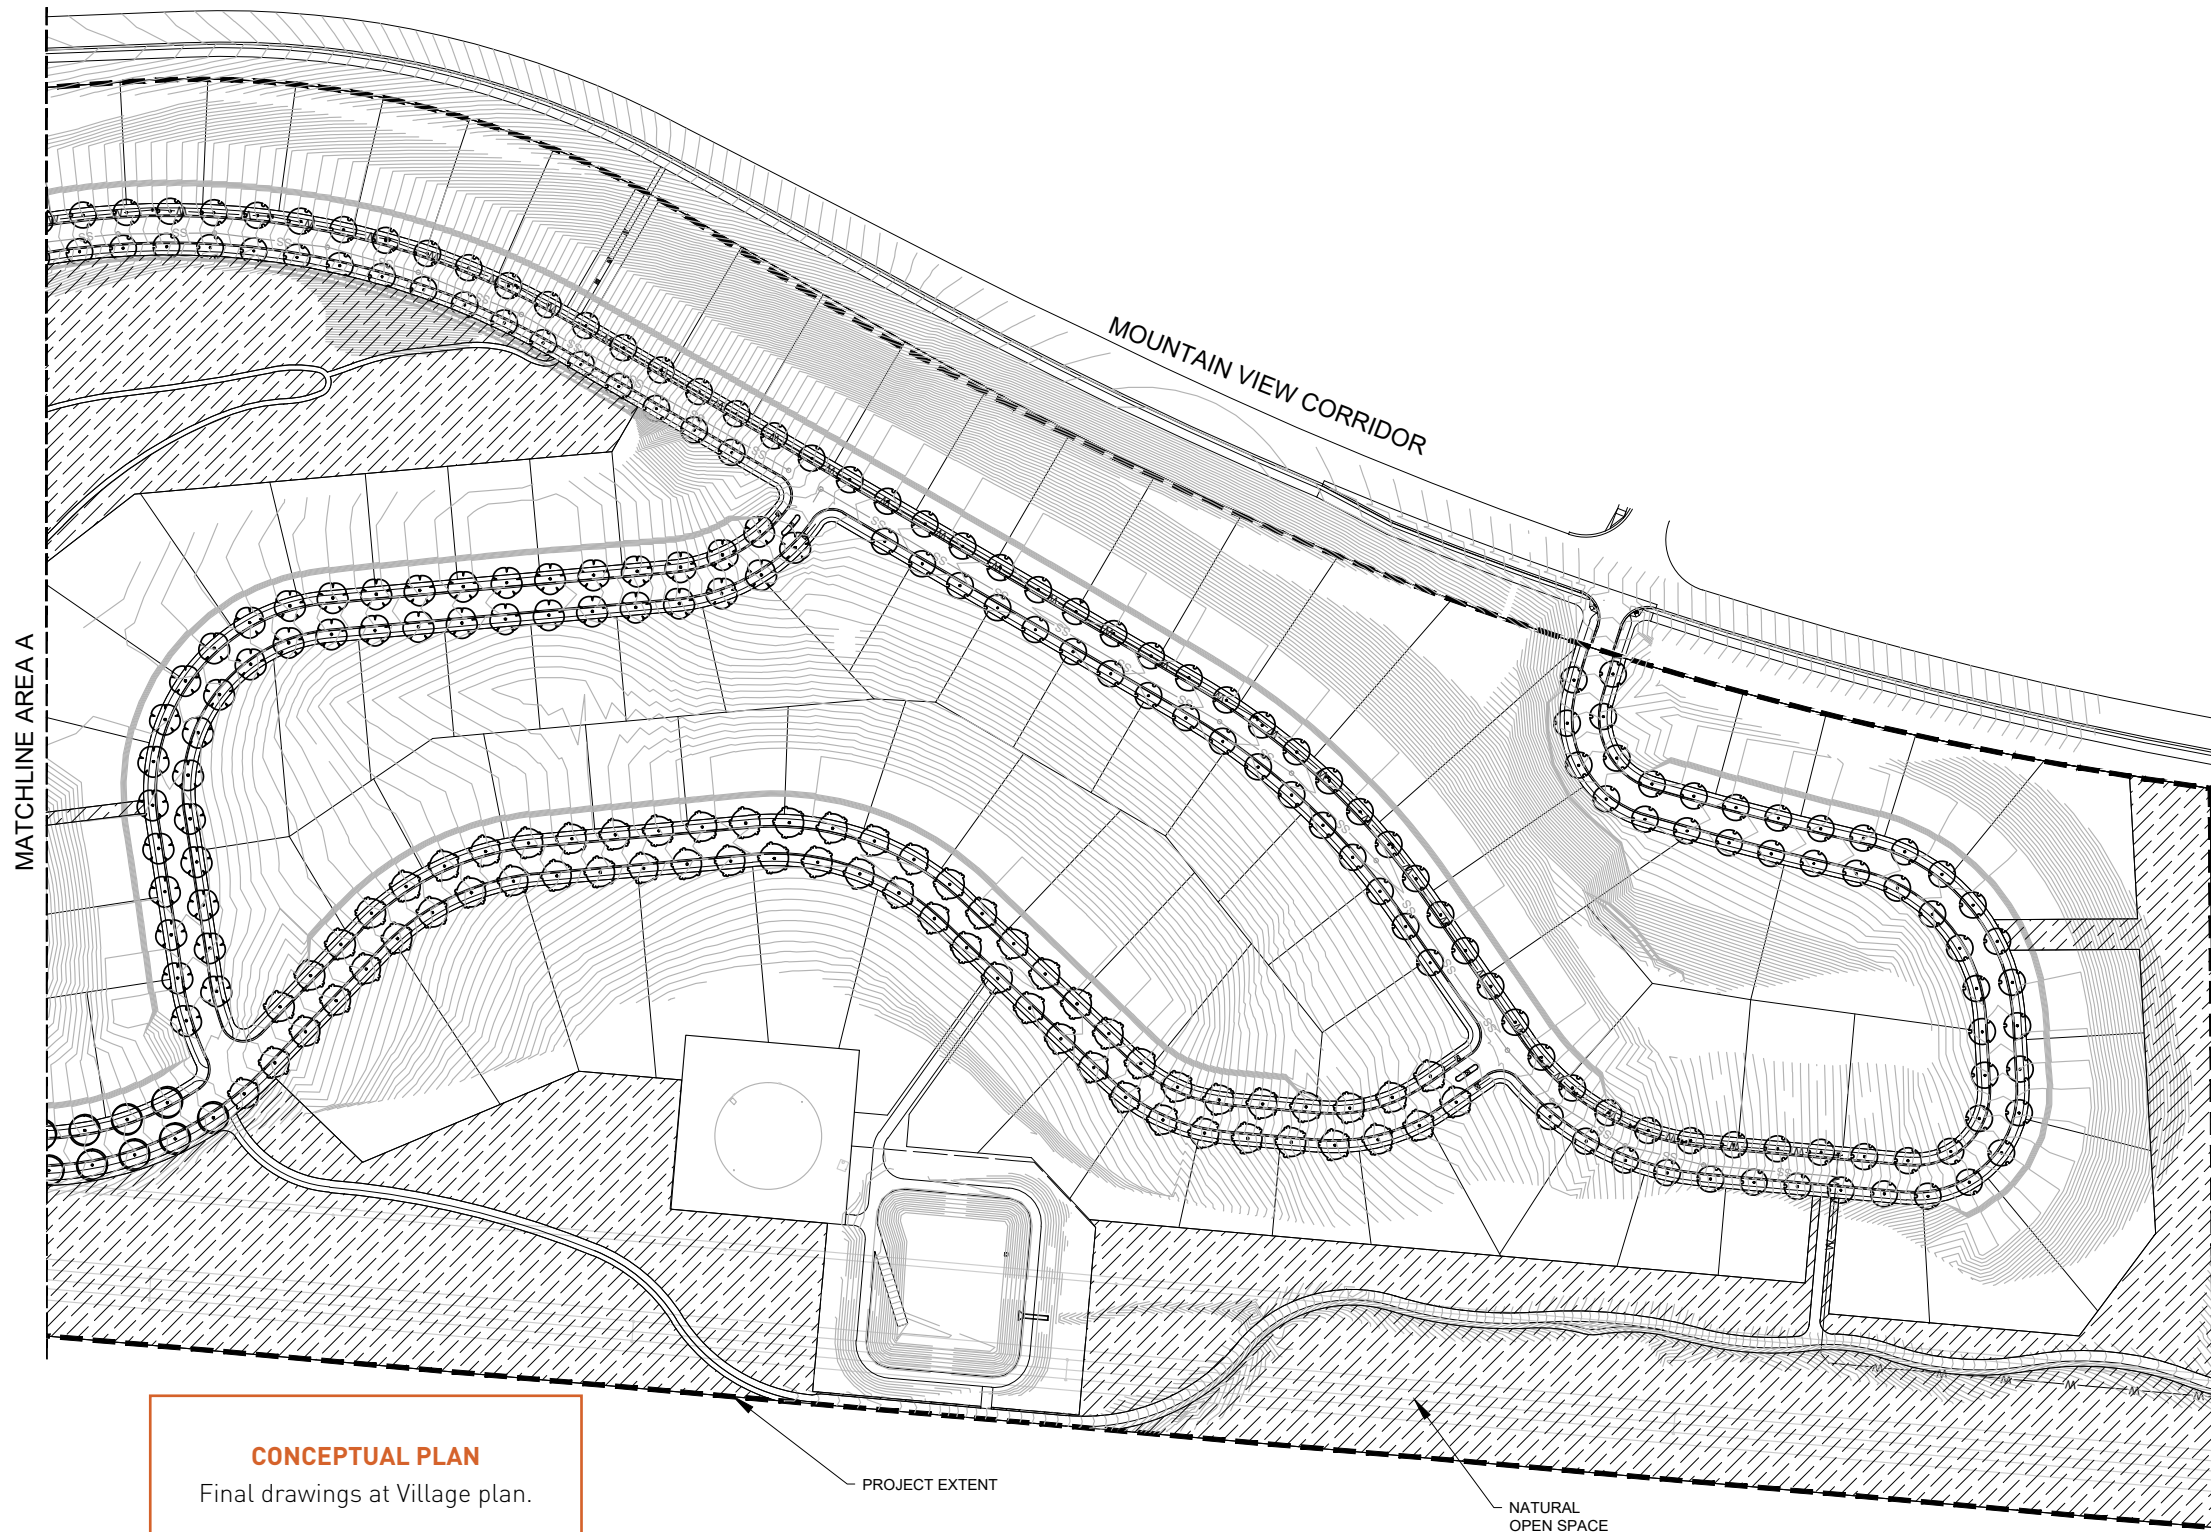 MOUNTAIN VIEW CORRIDOR
MATCHLINE AREA A
CONCEPTUAL PLAN
Final drawings at Village plan.
PROJECT EXTENT
NATURAL
OPEN SPACE